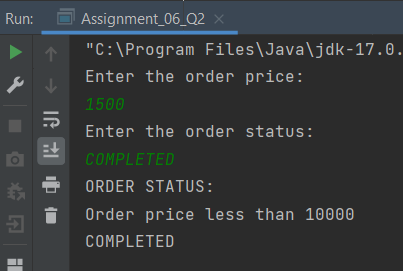 Run: Assignment_06_Q2
"C:\Program Files\Java\jdk-17.0.
Enter the order price:
1500
Enter the order status:
COMPLETED
ORDER STATUS:
Order price less than 10000
COMPLETED